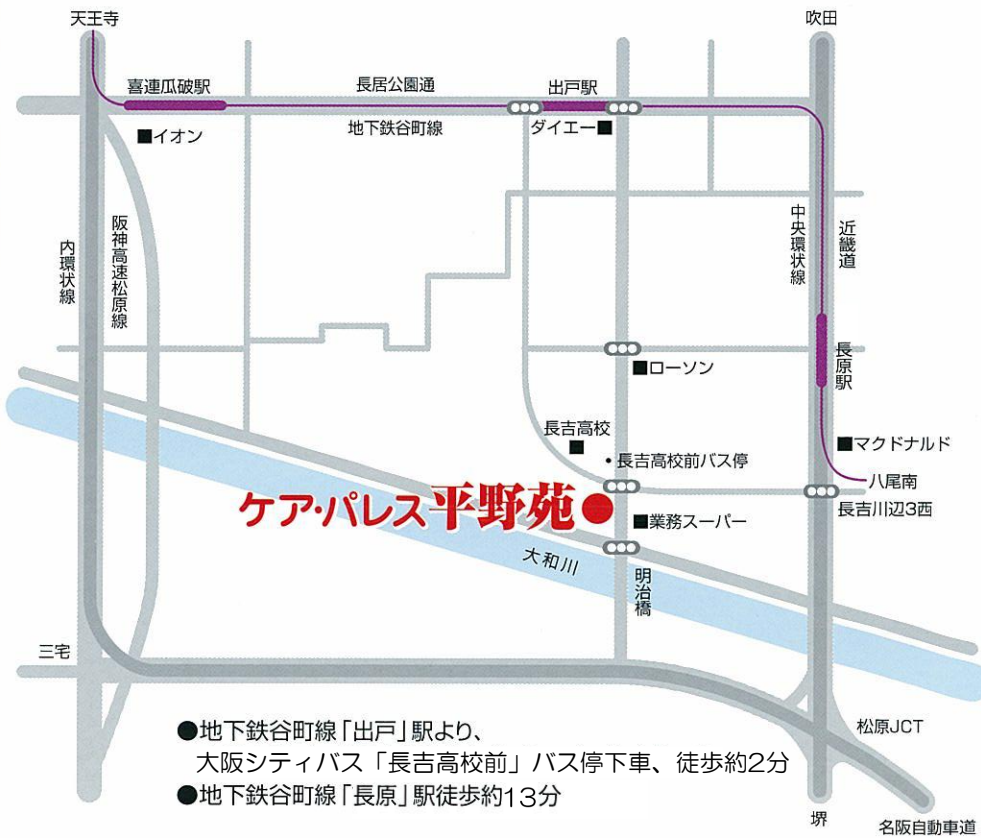 天王寺
吹田
喜連瓜破駅
長居公園通
出戸駅
地下鉄谷町線
ダイエー■
■イオン
内環状線
阪神高速松原線
中央環状線
近畿道
長原駅
■ローソン
長吉高校
■
■マクドナルド
・長吉高校前バス停
八尾南
長吉川辺3西
ケア・パレス平野苑●
■業務スーパー
大和川
明治橋
三宅
松原JCT
●地下鉄谷町線「出戸」駅より、
大阪シティバス「長吉高校前」バス停下車、徒歩約2分
●地下鉄谷町線「長原」駅徒歩約13分
堺
名阪自動車道